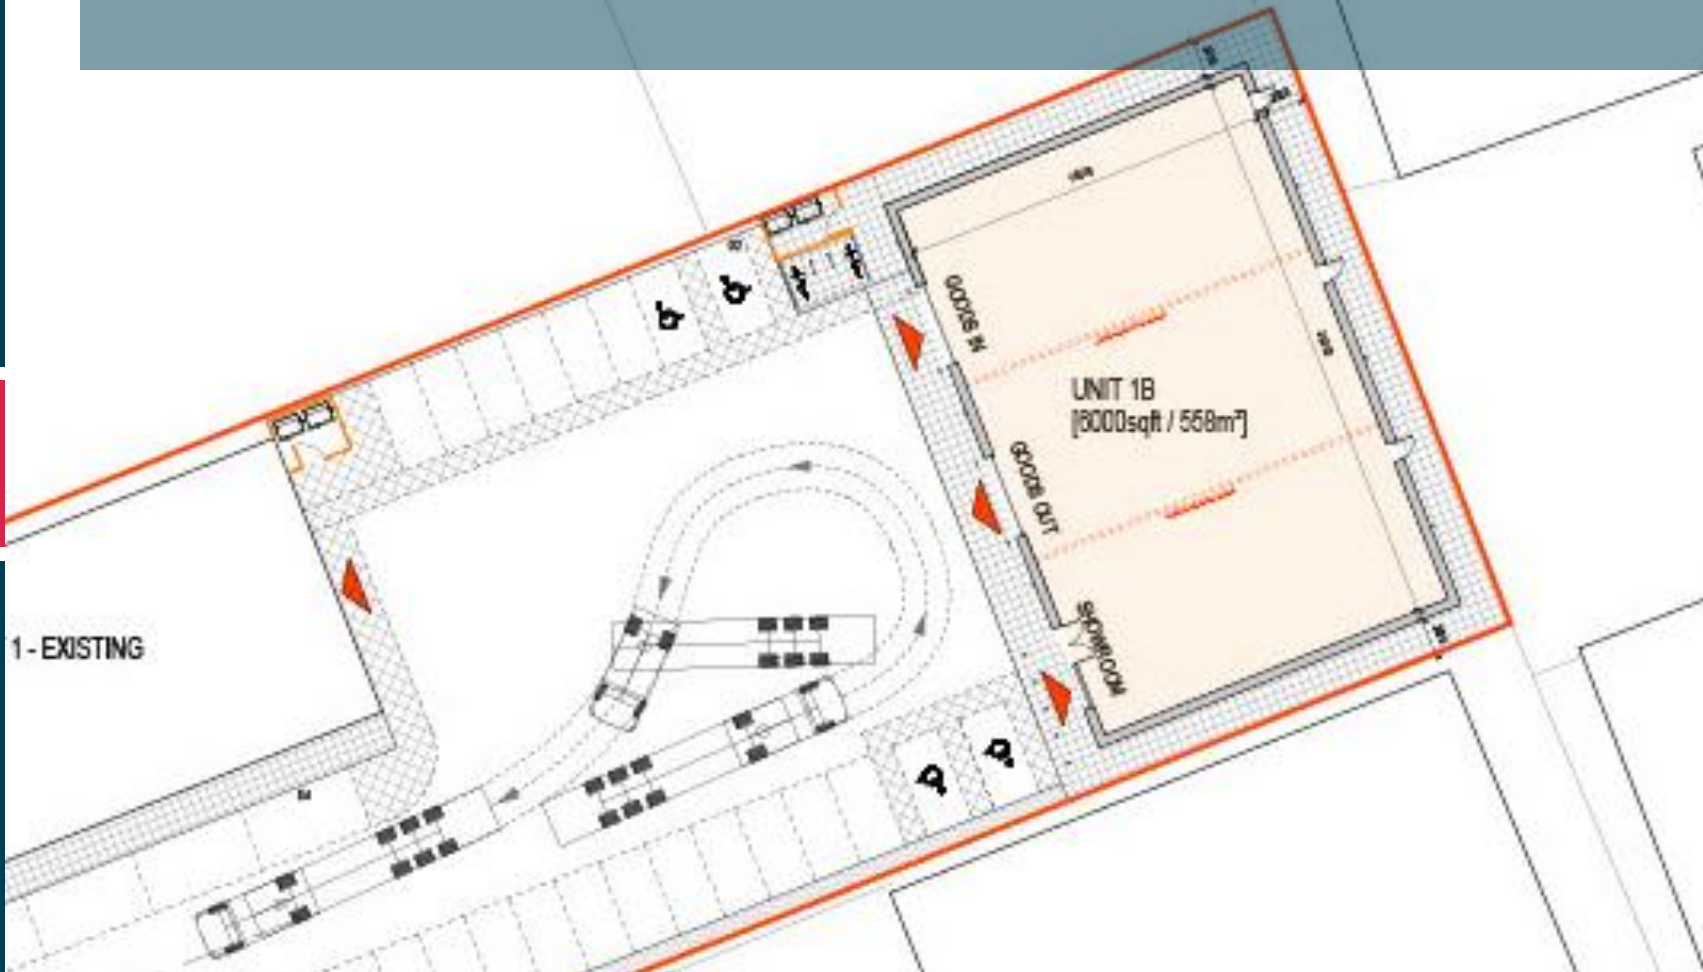 GOODS IN
UNIT 1B
[6000sqft / 558m²]
GOODS OUT
SHOWROOM
1 - EXISTING